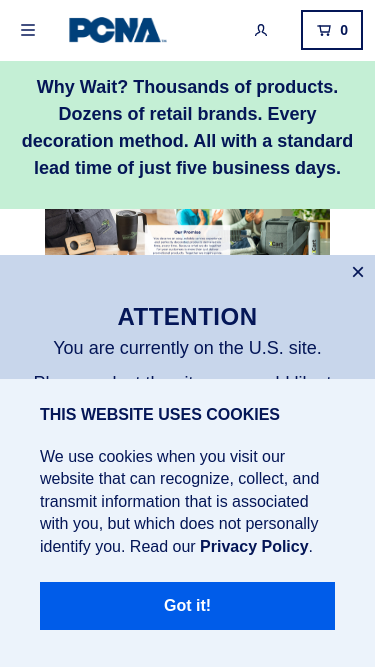 PCNA
0
Why Wait? Thousands of products.
Dozens of retail brands. Every
decoration method. All with a standard
lead time of just five business days.
Our Promise
Cart
Cart
ATTENTION
You are currently on the U.S. site.
THIS WEBSITE USES COOKIES
We use cookies when you visit our
website that can recognize, collect, and
transmit information that is associated
with you, but which does not personally
identify you. Read our Privacy Policy.
Got it!